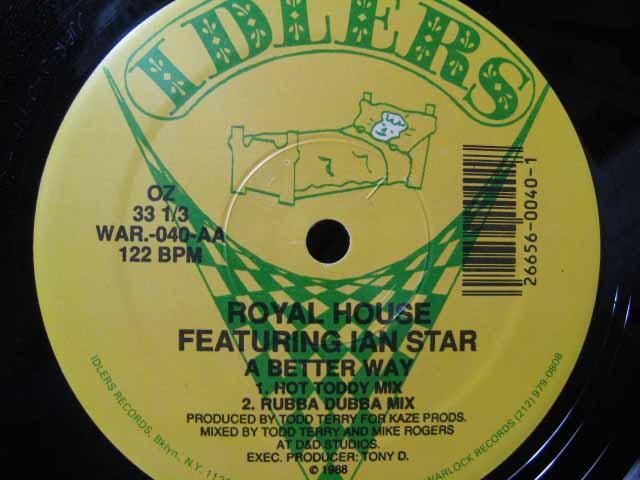 IDLERS
OZ
33 1/3
WAR.-040-AA
122 BPM
26656-0040-1
ROYAL HOUSE
FEATURING IAN STAR
A BETTER WAY
1. HOT TODDY MIX
2. RUBBA DUBBA MIX
PRODUCED BY TODD TERRY FOR KAZE PRODS.
MIXED BY TODD TERRY AND MIKE ROGERS
AT D&D STUDIOS.
EXEC. PRODUCER: TONY D.
© 1988
IDLERS RECORDS, Bklyn, N.Y.
WARLOCK RECORDS (212) 979-0808